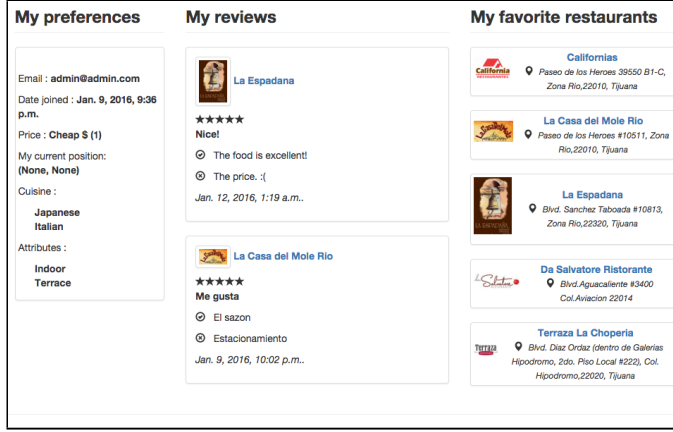 My preferences
Email : admin@admin.com
Date joined : Jan. 9, 2016, 9:36
p.m.
Price : Cheap $ (1)
My current position:
(None, None)
Cuisine :
Japanese
Italian
Attributes :
Indoor
Terrace
My reviews
La Espadana
★★★★★
Nice!
The food is excellent!
The price. :(
Jan. 12, 2016, 1:19 a.m..
La Casa del Mole Rio
★★★★★
Me gusta
El sazon
Estacionamiento
Jan. 9, 2016, 10:02 p.m..
My favorite restaurants
California
Californias
Paseo de los Heroes 39550 B1-C,
Zona Rio,22010, Tijuana
La Casa del Mole Rio
Paseo de los Heroes #10511, Zona
Rio,22010, Tijuana
LA ESPADANA
La Espadana
Blvd. Sanchez Taboada #10813,
Zona Rio,22320, Tijuana
Da Salvatore Ristorante
Blvd.Aguacaliente #3400
Col.Aviacion 22014
Terraza
Terraza La Choperia
Blvd. Diaz Ordaz (dentro de Galerias
Hipodromo, 2do. Piso Local #222), Col.
Hipodromo,22020, Tijuana